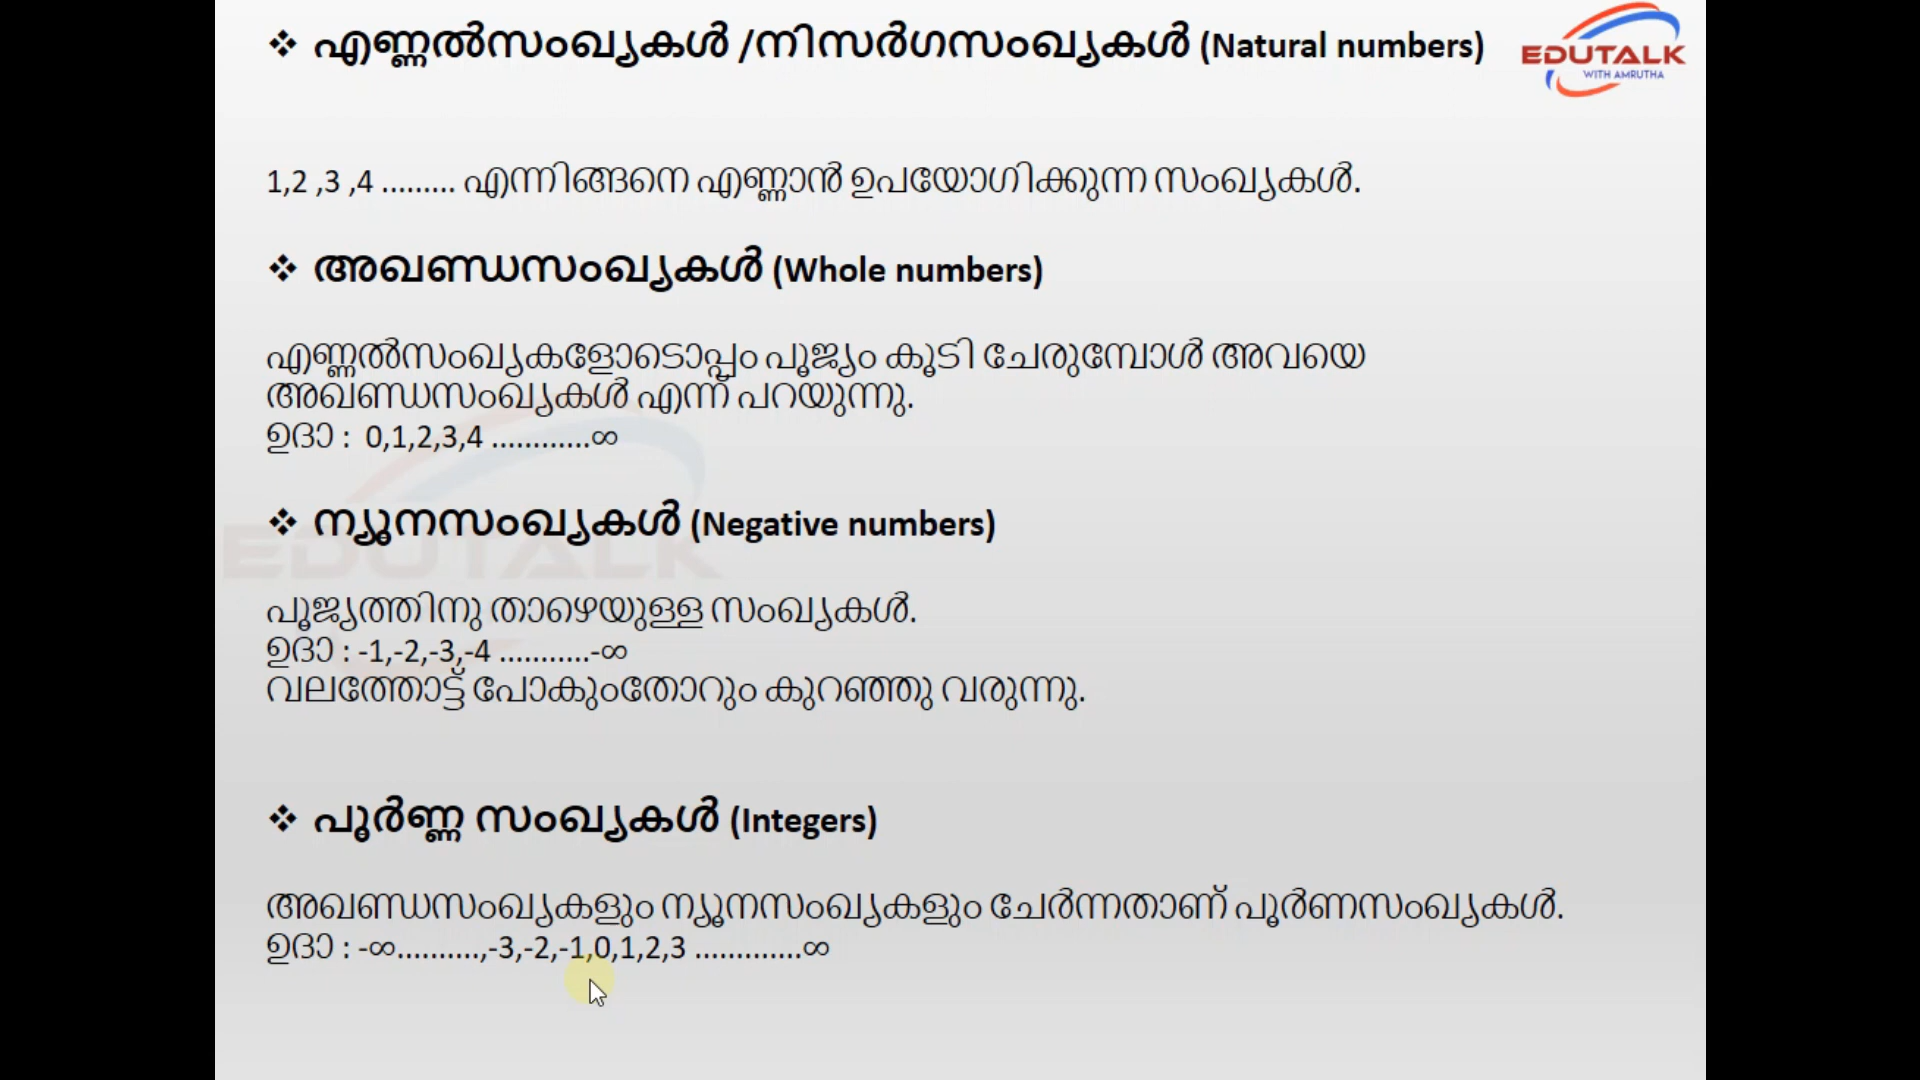 ❖ എണ്ണൽസംഖ്യകൾ /നിസർഗസംഖ്യകൾ (Natural numbers)
EDUTALK
WITH AMRUTHA
1,2 ,3 ,4 ......... എന്നിങ്ങനെ എണ്ണാൻ ഉപയോഗിക്കുന്ന സംഖ്യകൾ.
❖ അഖണ്ഡസംഖ്യകൾ (Whole numbers)
എണ്ണൽസംഖ്യകളോടൊപ്പം പൂജ്യം കൂടി ചേരുമ്പോൾ അവയെ
അഖണ്ഡസംഖ്യകൾ എന്ന് പറയുന്നു.
ഉദാ : 0,1,2,3,4 ............∞
❖ ന്യൂനസംഖ്യകൾ (Negative numbers)
EDUTALK
പൂജ്യത്തിനു താഴെയുള്ള സംഖ്യകൾ.
ഉദാ : -1,-2,-3,-4 ...........-∞
വലത്തോട്ട് പോകുംതോറും കുറഞ്ഞു വരുന്നു.
❖ പൂർണ്ണ സംഖ്യകൾ (Integers)
അഖണ്ഡസംഖ്യകളും ന്യൂനസംഖ്യകളും ചേർന്നതാണ് പൂർണസംഖ്യകൾ.
ഉദാ : -∞..........,-3,-2,-1,0,1,2,3 .............∞